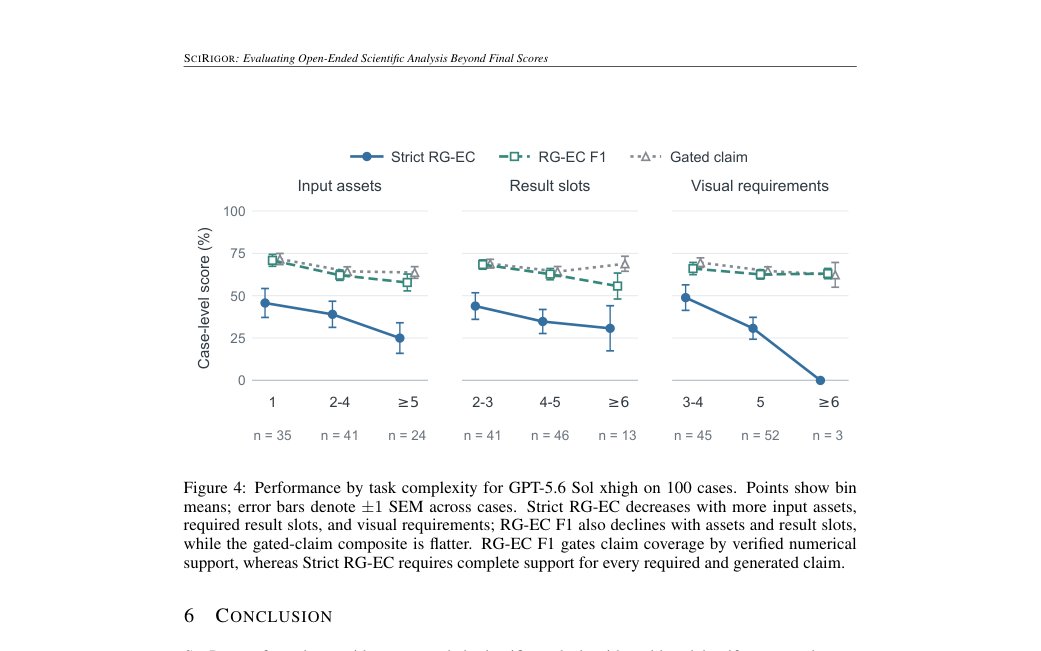 SCIRIGOR: Evaluating Open-Ended Scientific Analysis Beyond Final Scores
Strict RG-EC RG-EC F1 Gated claim
Input assets Result slots Visual requirements
Case-level score (%)
100
75
50
25
0
1 2-4 ≥5 2-3 4-5 ≥6 3-4 5 ≥6
n = 35 n = 41 n = 24 n = 41 n = 46 n = 13 n = 45 n = 52 n = 3
Figure 4: Performance by task complexity for GPT-5.6 Sol xhigh on 100 cases. Points show bin
means; error bars denote ±1 SEM across cases. Strict RG-EC decreases with more input assets,
required result slots, and visual requirements; RG-EC F1 also declines with assets and result slots,
while the gated-claim composite is flatter. RG-EC F1 gates claim coverage by verified numerical
support, whereas Strict RG-EC requires complete support for every required and generated claim.
6 CONCLUSION